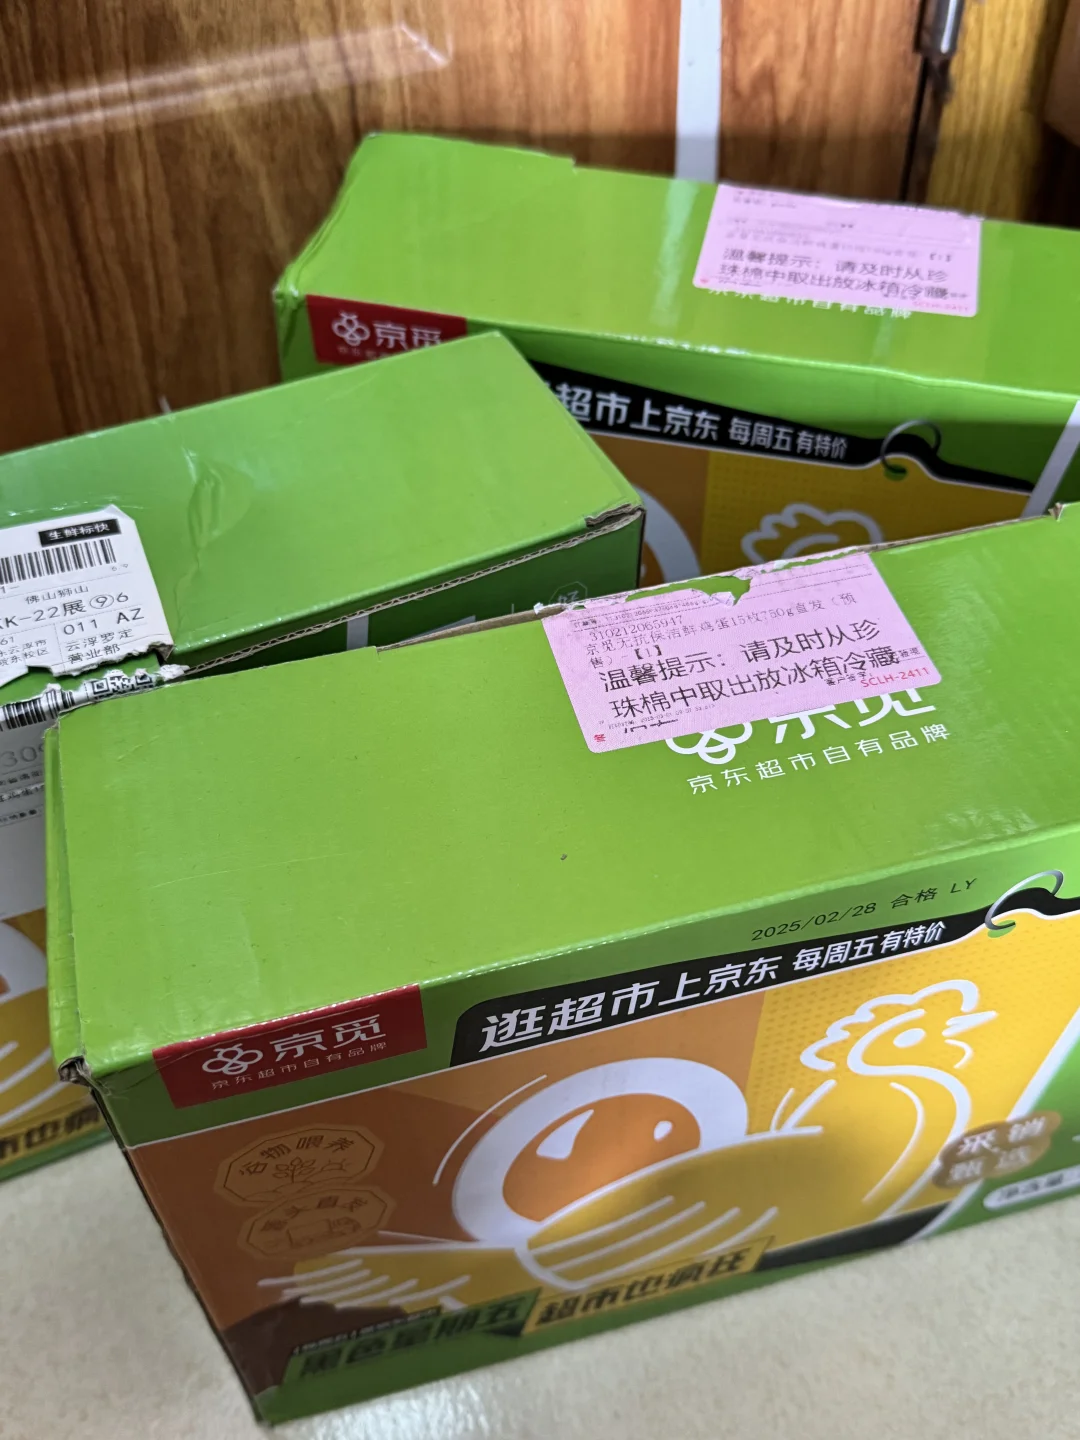 温馨提示：请及时从珍
珠棉中取出放冰箱冷藏
京东超市自有品牌
京觅
超市上京东 每周五有特价
生鲜标快
佛山狮山
KK-22展⑨6
011 AZ
云浮罗定
营业部
310212065947
京觅无抗保洁鲜鸡蛋15枚750g直发（预
售）-【1】
温馨提示：请及时从珍
珠棉中取出放冰箱冷藏
SCLH-2411
京觅
京东超市自有品牌
2025/02/28 合格 LY
逛超市上京东 每周五有特价
京觅
京东超市自有品牌
谷物喂养
采销
甄选
黑色星期五 超市也疯狂